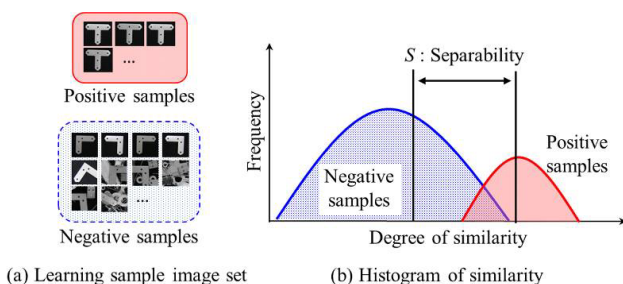 ...
Positive samples
...
Negative samples
(a) Learning sample image set
S : Separability
Frequency
Negative
samples
Positive
samples
Degree of similarity
(b) Histogram of similarity